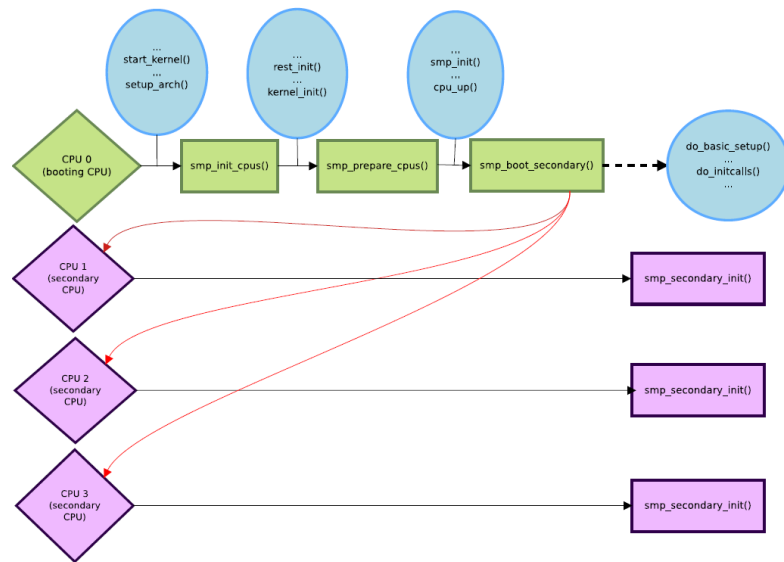 ...
start_kernel()
...
setup_arch()
...
rest_init()
...
kernel_init()
...
smp_init()
...
cpu_up()
CPU 0
(booting CPU)
smp_init_cpus()
smp_prepare_cpus()
smp_boot_secondary()
do_basic_setup()
...
do_initcalls()
...
CPU 1
(secondary
CPU)
smp_secondary_init()
CPU 2
(secondary
CPU)
smp_secondary_init()
CPU 3
(secondary
CPU)
smp_secondary_init()